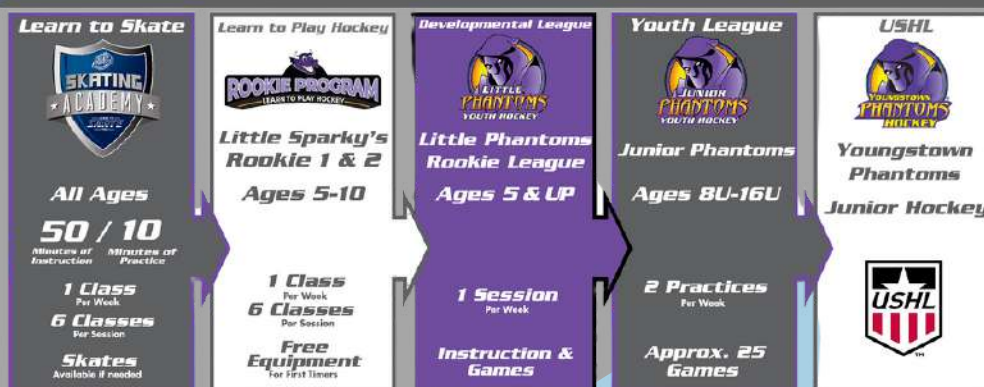 Learn to Skate
SKATING
ACADEMY
All Ages
50 / 10
Minutes of Instruction
Minutes of Practice
1 Class
Per Week
6 Classes
Per Session
Skates
Available if needed
Learn to Play Hockey
ROOKIE PROGRAM
LEARN TO PLAY HOCKEY
Little Sparky's
Rookie 1 & 2
Ages 5-10
1 Class
Per Week
6 Classes
Per Session
Free
Equipment
For First Timers
Developmental League
LITTLE
PHANTOMS
YOUTH HOCKEY
Little Phantoms
Rookie League
Ages 5 & UP
1 Session
Per Week
Instruction &
Games
Youth League
JUNIOR
PHANTOMS
YOUTH HOCKEY
Junior Phantoms
Ages 8U-16U
2 Practices
Per Week
Approx. 25
Games
USHL
YOUNGSTOWN
PHANTOMS
HOCKEY
Youngstown
Phantoms
Junior Hockey
USHL
TM